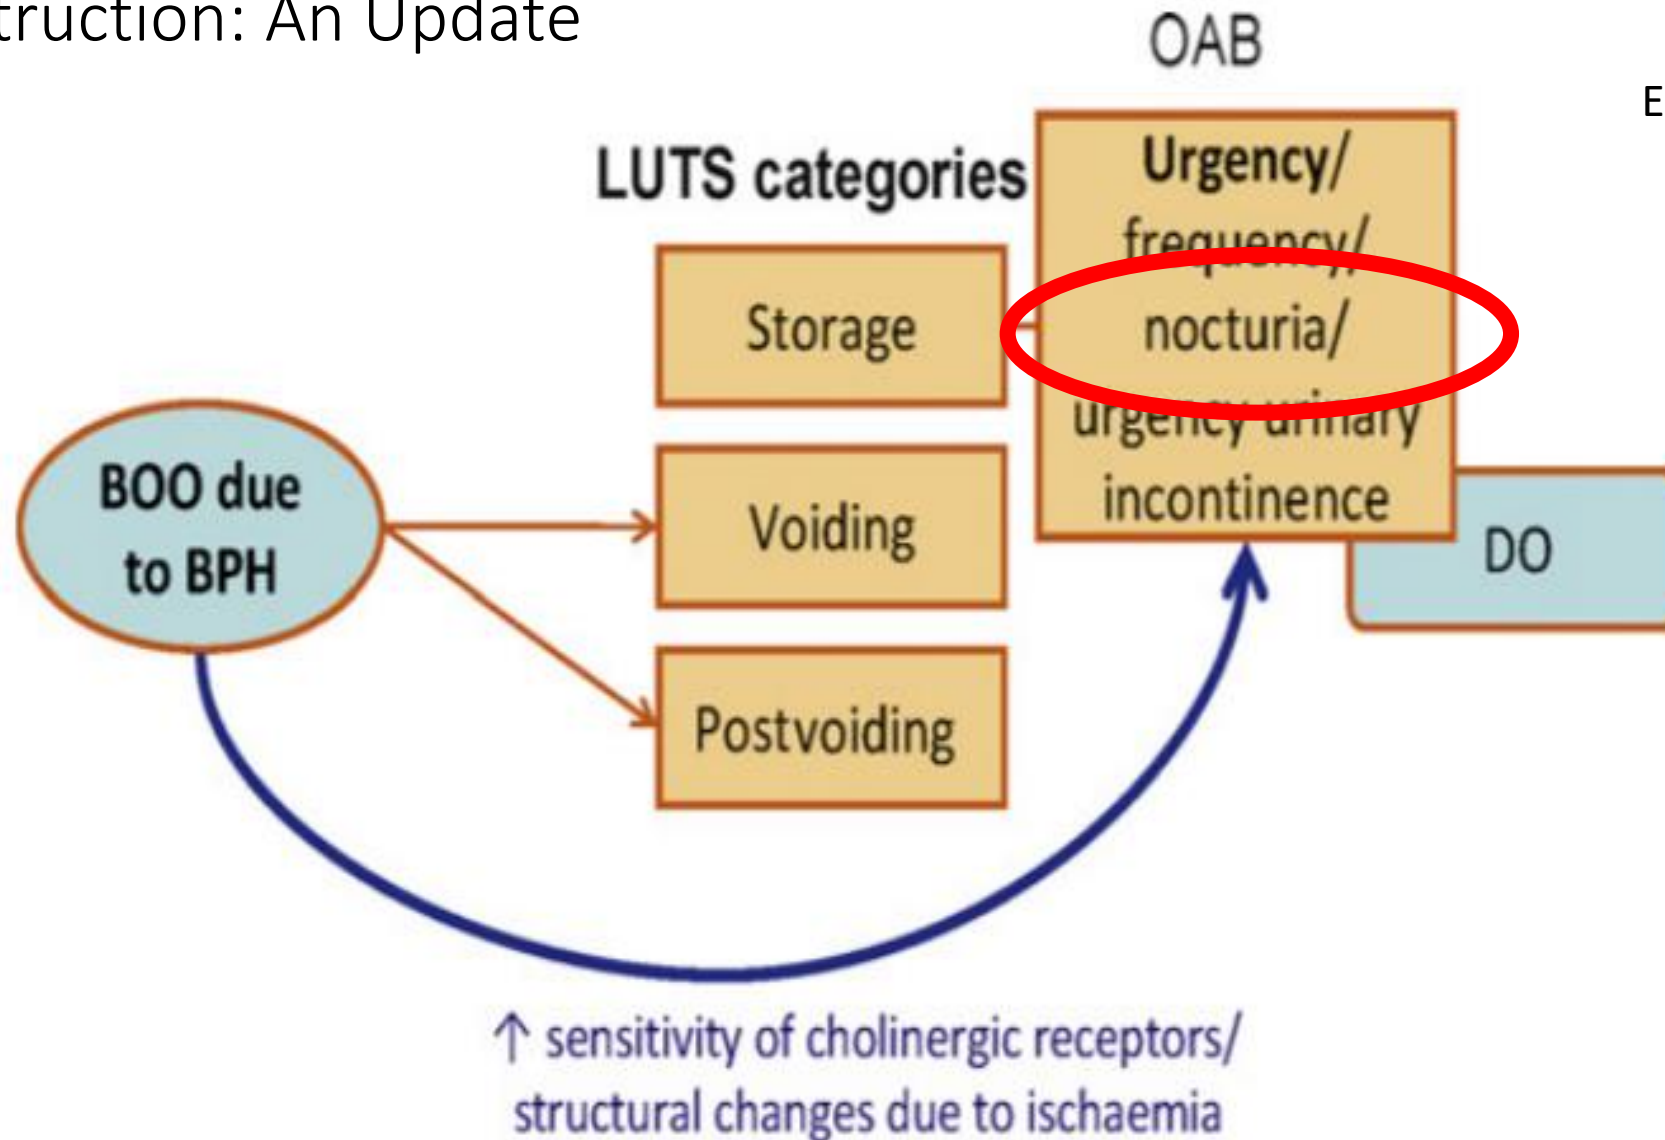 truction: An Update
OAB
E
LUTS categories
Urgency/
frequency/
nocturia/
urgency urinary
incontinence
Storage
BOO due
to BPH
Voiding
DO
Postvoiding
↑ sensitivity of cholinergic receptors/
structural changes due to ischaemia